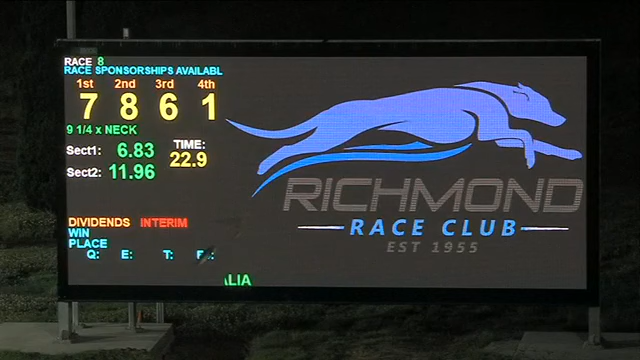 RACE 8
RACE SPONSORSHIPS AVAILABL
1st 2nd 3rd 4th
7 8 6 1
9 1/4 x NECK
Sect1: 6.83 TIME:
Sect2: 11.96 22.9
RICHMOND
RACE CLUB
EST 1955
DIVIDENDS INTERIM
WIN
PLACE
Q: E: T: